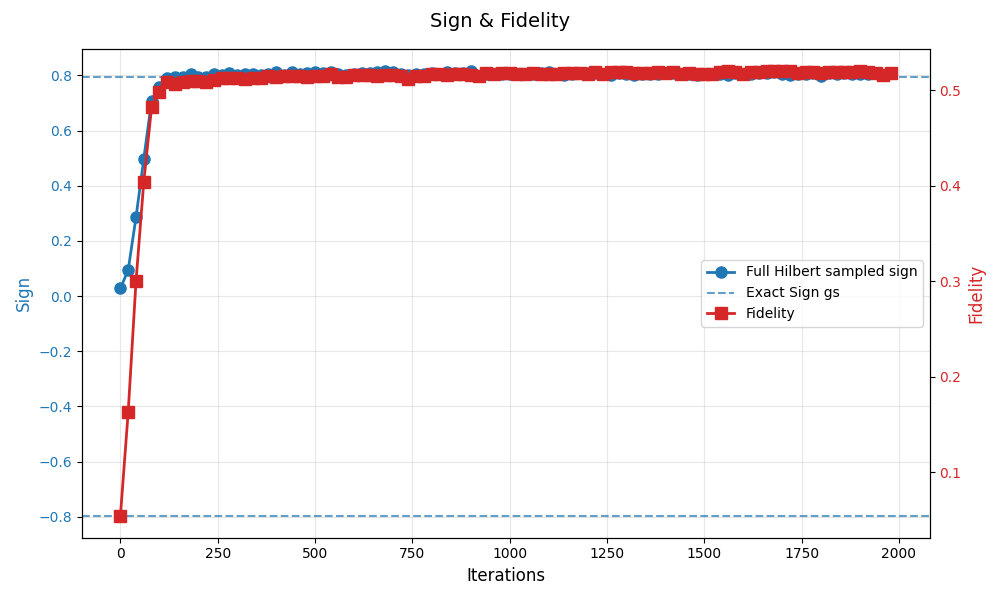 Sign & Fidelity
0.8
0.6
0.4
0.2
0.0
−0.2
−0.4
−0.6
−0.8
Sign
0.5
0.4
0.3
0.2
0.1
Fidelity
Full Hilbert sampled sign
Exact Sign gs
Fidelity
0 250 500 750 1000 1250 1500 1750 2000
Iterations